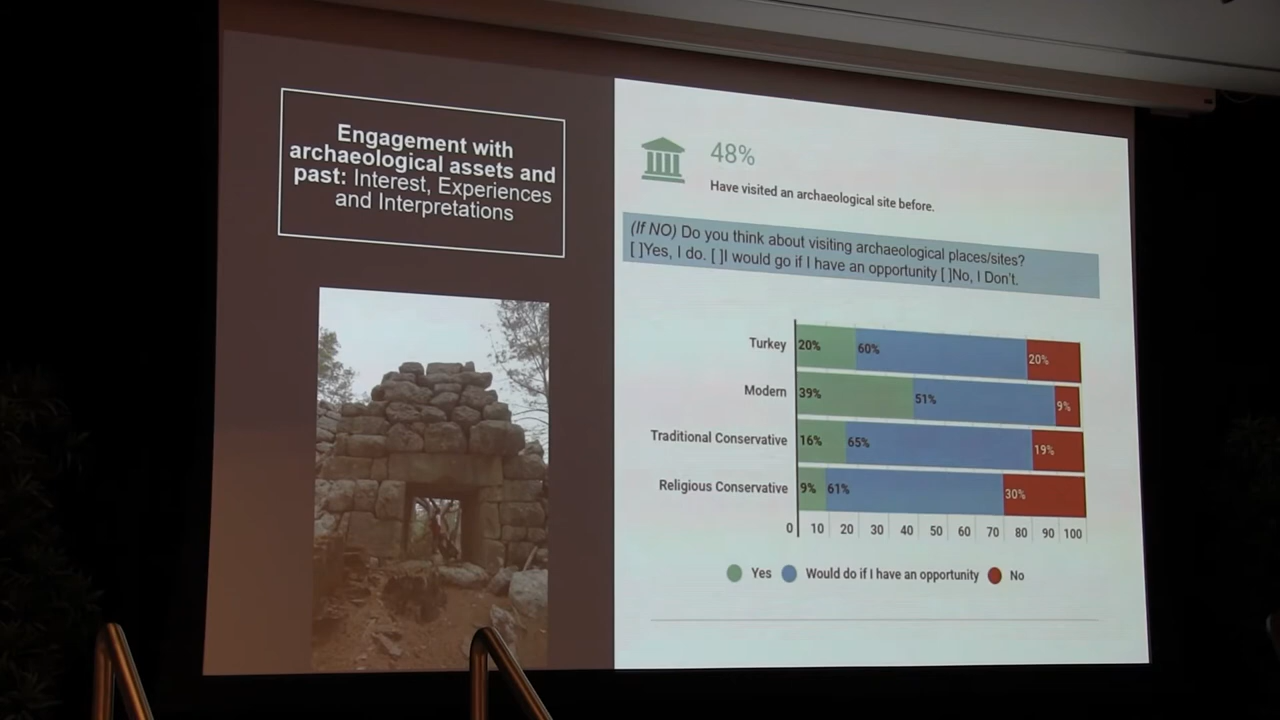 Engagement with
archaeological assets and
past: Interest, Experiences
and Interpretations
48%
Have visited an archaeological site before.
(If NO) Do you think about visiting archaeological places/sites?
[ ]Yes, I do. [ ]I would go if I have an opportunity [ ]No, I Don't.
Turkey 20% 60% 20%
Modern 39% 51% 9%
Traditional Conservative 16% 65% 19%
Religious Conservative 9% 61% 30%
0 10 20 30 40 50 60 70 80 90 100
Yes Would do if I have an opportunity No